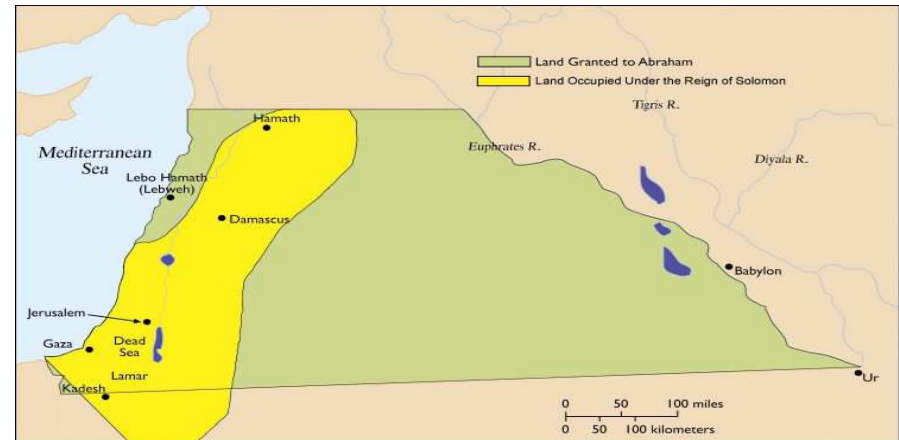 Land Granted to Abraham
Land Occupied Under the Reign of Solomon
Tigris R.
Hamath
Euphrates R.
Mediterranean
Sea
Diyala R.
Lebo Hamath
(Lebweh)
Damascus
Babylon
Jerusalem
Gaza
Dead
Sea
Lamar
Kadesh
Ur
0 50 100 miles
0 50 100 kilometers